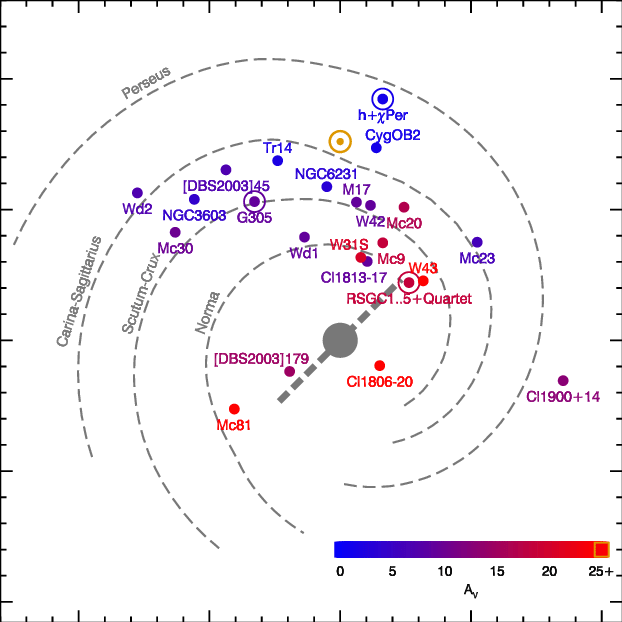 Perseus
h+χPer
CygOB2
Tr14
NGC6231
[DBS2003]45
M17
Wd2
NGC3603
G305
W42
Mc20
Mc30
Wd1
W31S
Mc9
Mc23
Cl1813-17
W43
Carina-Sagittarius
Scutum-Crux
Norma
RSGC1..5+Quartet
[DBS2003]179
Cl1806-20
Cl1900+14
Mc81
0 5 10 15 20 25+
Av